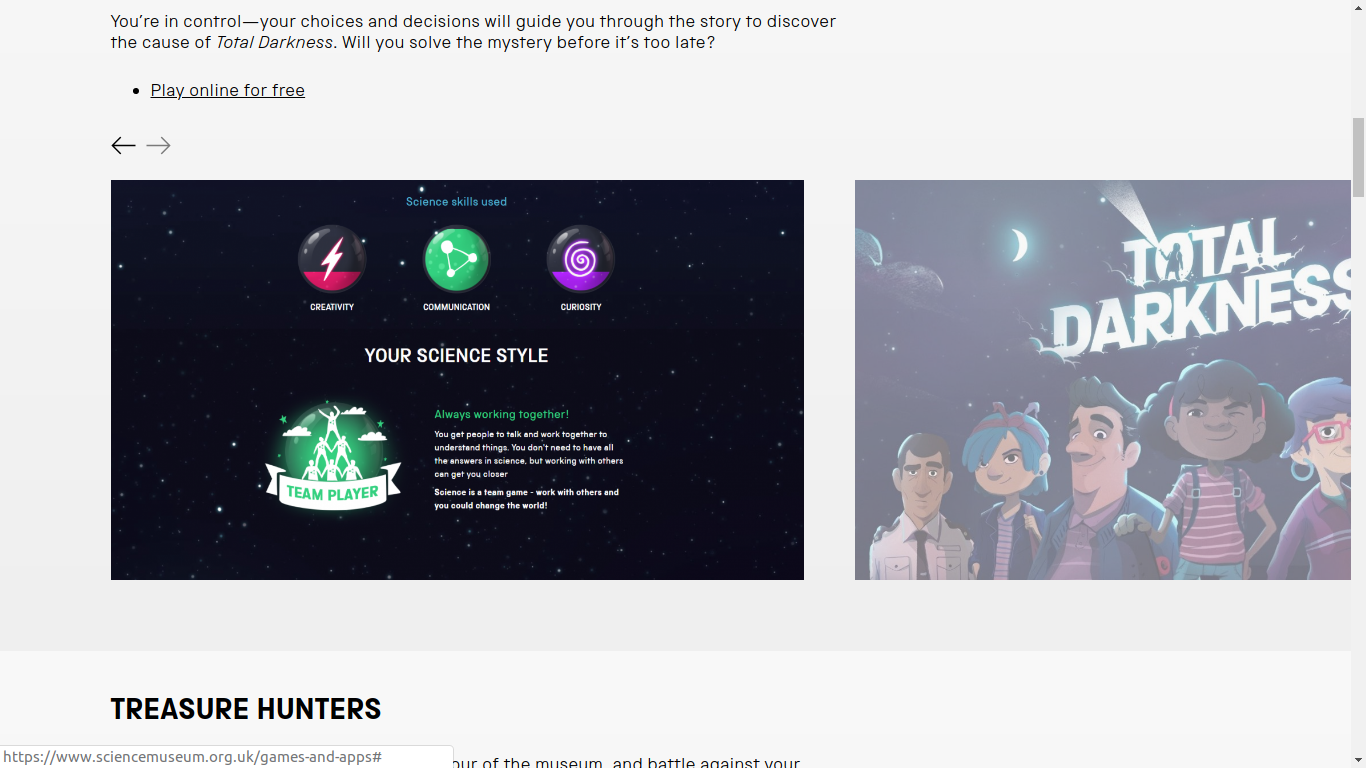 You're in control—your choices and decisions will guide you through the story to discover
the cause of Total Darkness. Will you solve the mystery before it's too late?
Play online for free
Science skills used
CREATIVITY
COMMUNICATION
CURIOSITY
YOUR SCIENCE STYLE
TEAM PLAYER
Always working together!
You get people to talk and work together to
understand things. You don't need to have all
the answers in science, but working with others
can get you closer
Science is a team game - work with others and
you could change the world!
TOTAL
DARKNESS
TREASURE HUNTERS
our of the museum, and battle against your
https://www.sciencemuseum.org.uk/games-and-apps#